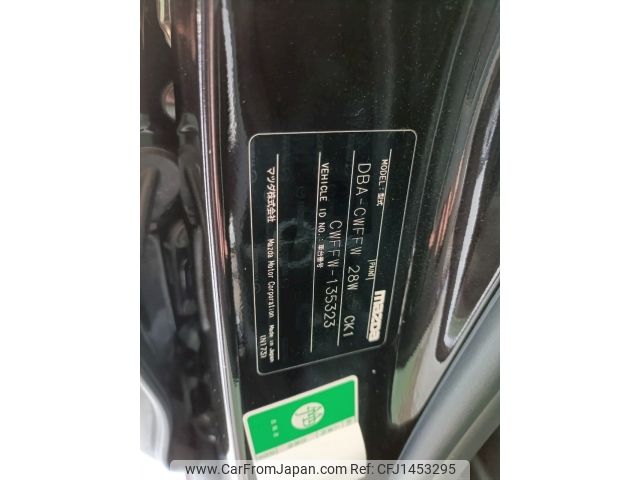 MODEL:型式
PAINT
mazda
DBA-CWFFW 28W CK1
VEHICLE ID NO.:車台番号
CWFFW-135323
マツダ株式会社 Mazda Motor Corporation Made in Japan
(N173)
www.CarFromJapan.com | CFJ1453295